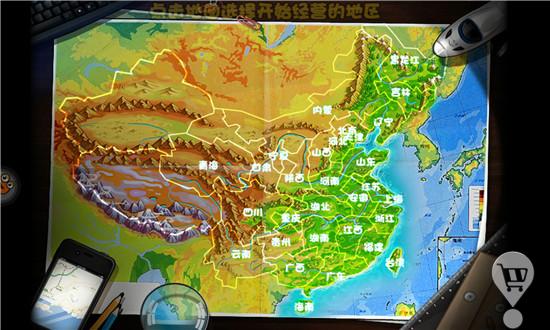 点击地图选择开始经营的地区
黑龙江
吉林
内蒙
辽宁
北京
天津
河北
宁夏
山西
山东
青海
甘肃
陕西
河南
江苏
安徽
上海
四川
重庆
湖北
浙江
江西
贵州
湖南
云南
福建
台湾
广西
广东
海南